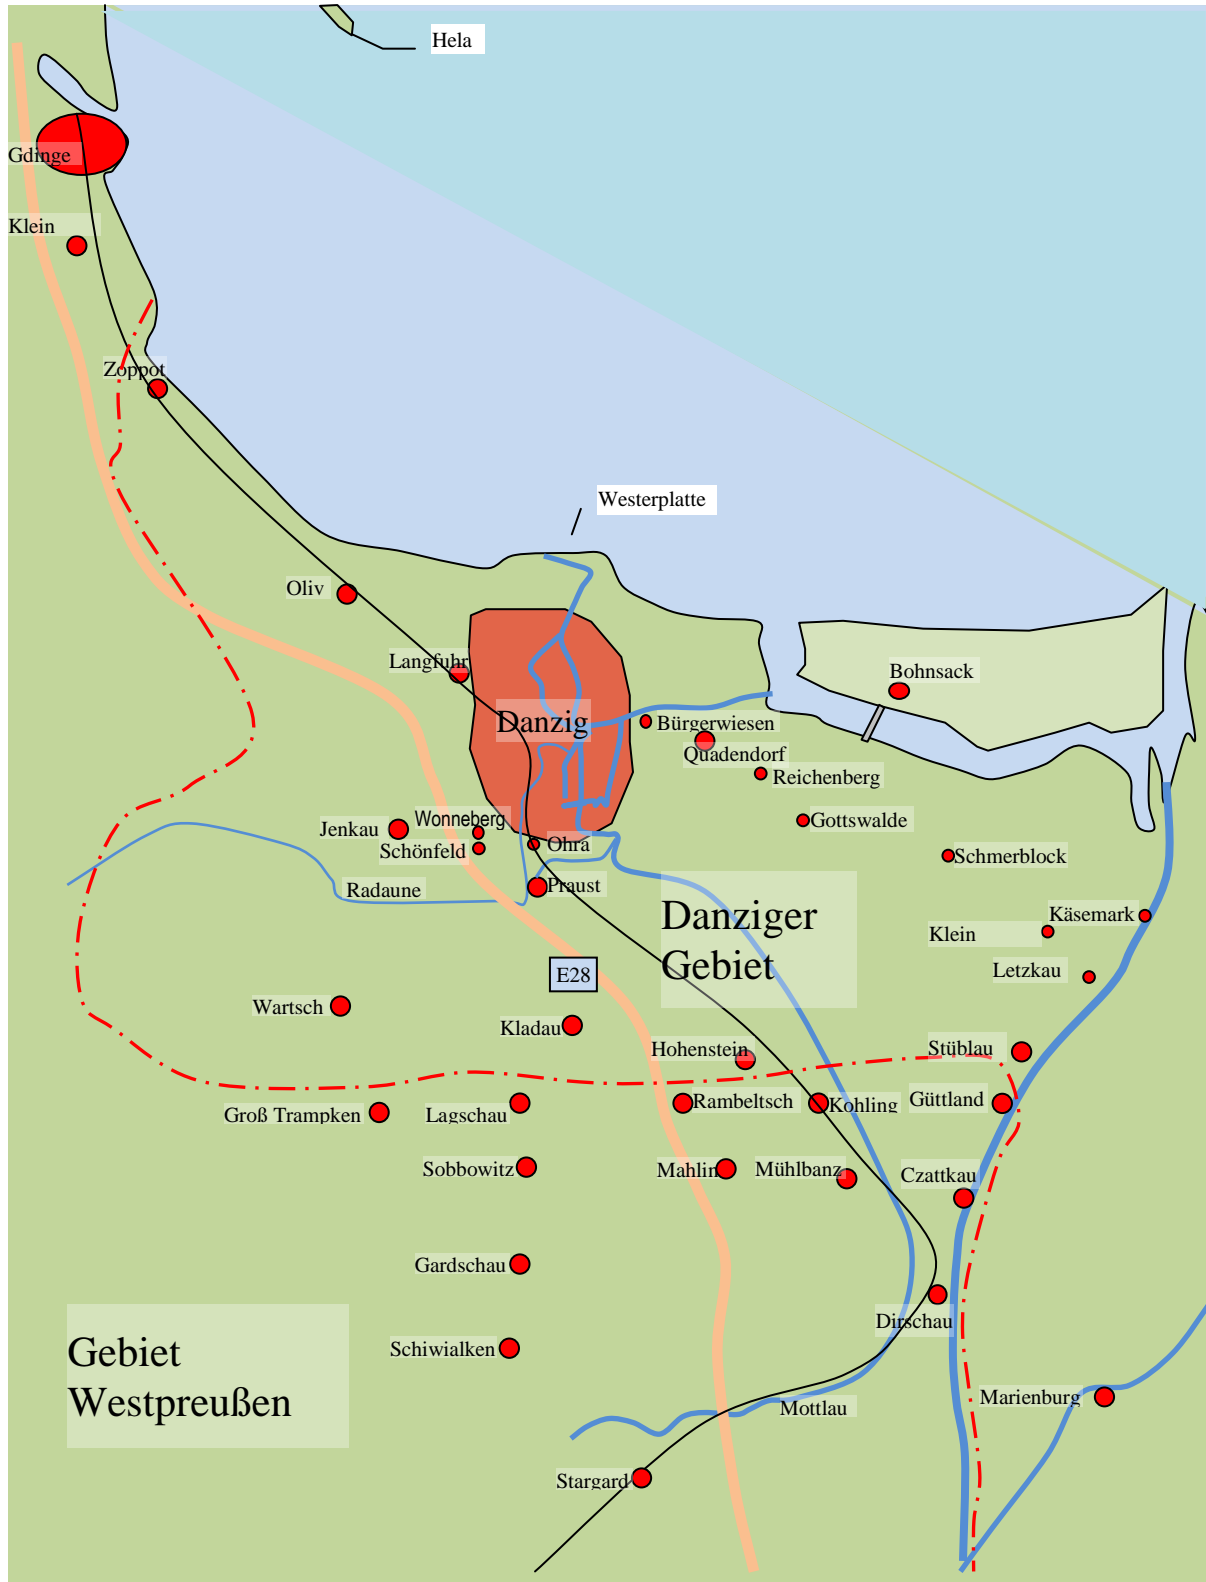 Hela
Gdinge
Klein
Zoppot
Westerplatte
Oliv
Langfuhr
Bohnsack
Danzig
Bürgerwiesen
Quadendorf
Reichenberg
Wonneberg
Gottswalde
Jenkau
Schönfeld
Ohra
Schmerblock
Radaune
Praust
Danziger
Gebiet
Käsemark
Klein
Letzkau
E28
Wartsch
Kladau
Hohenstein
Stüblau
Groß Trampken
Lagschau
Rambeltsch
Kohling
Güttland
Sobbowitz
Mahlin
Mühlbanz
Czattkau
Gardschau
Dirschau
Schiwialken
Gebiet
Westpreußen
Marienburg
Mottlau
Stargard